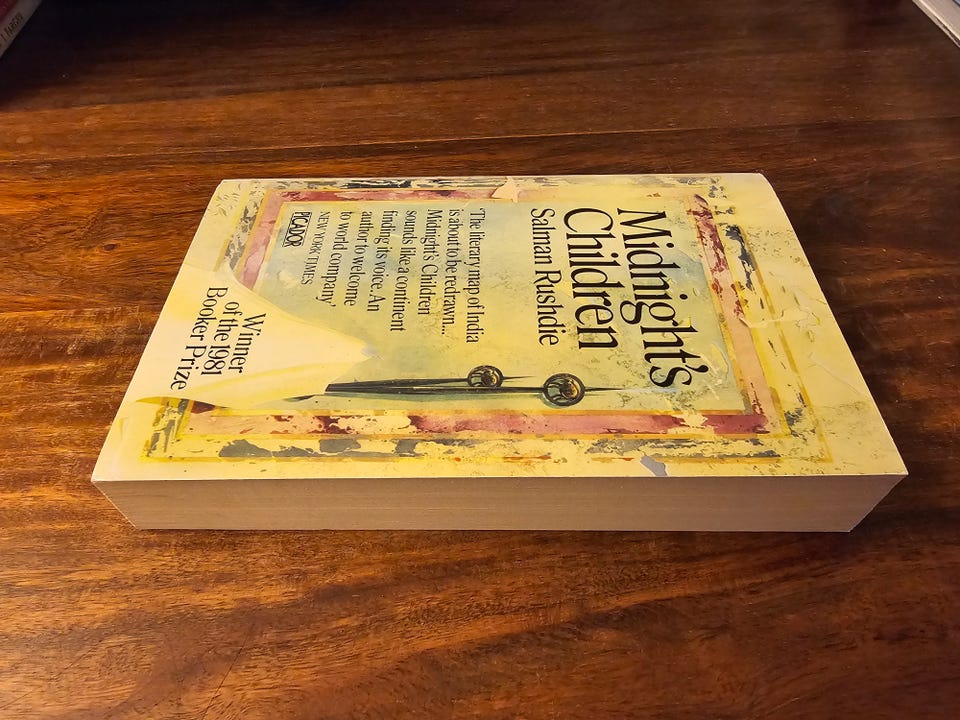 Midnight's
Children
Salman Rushdie
'The literary map of India
is about to be redrawn...
Midnight's Children
sounds like a continent
finding its voice. An
author to welcome
to world company'
NEW YORK TIMES
PICADOR
Winner
of the 1981
Booker Prize